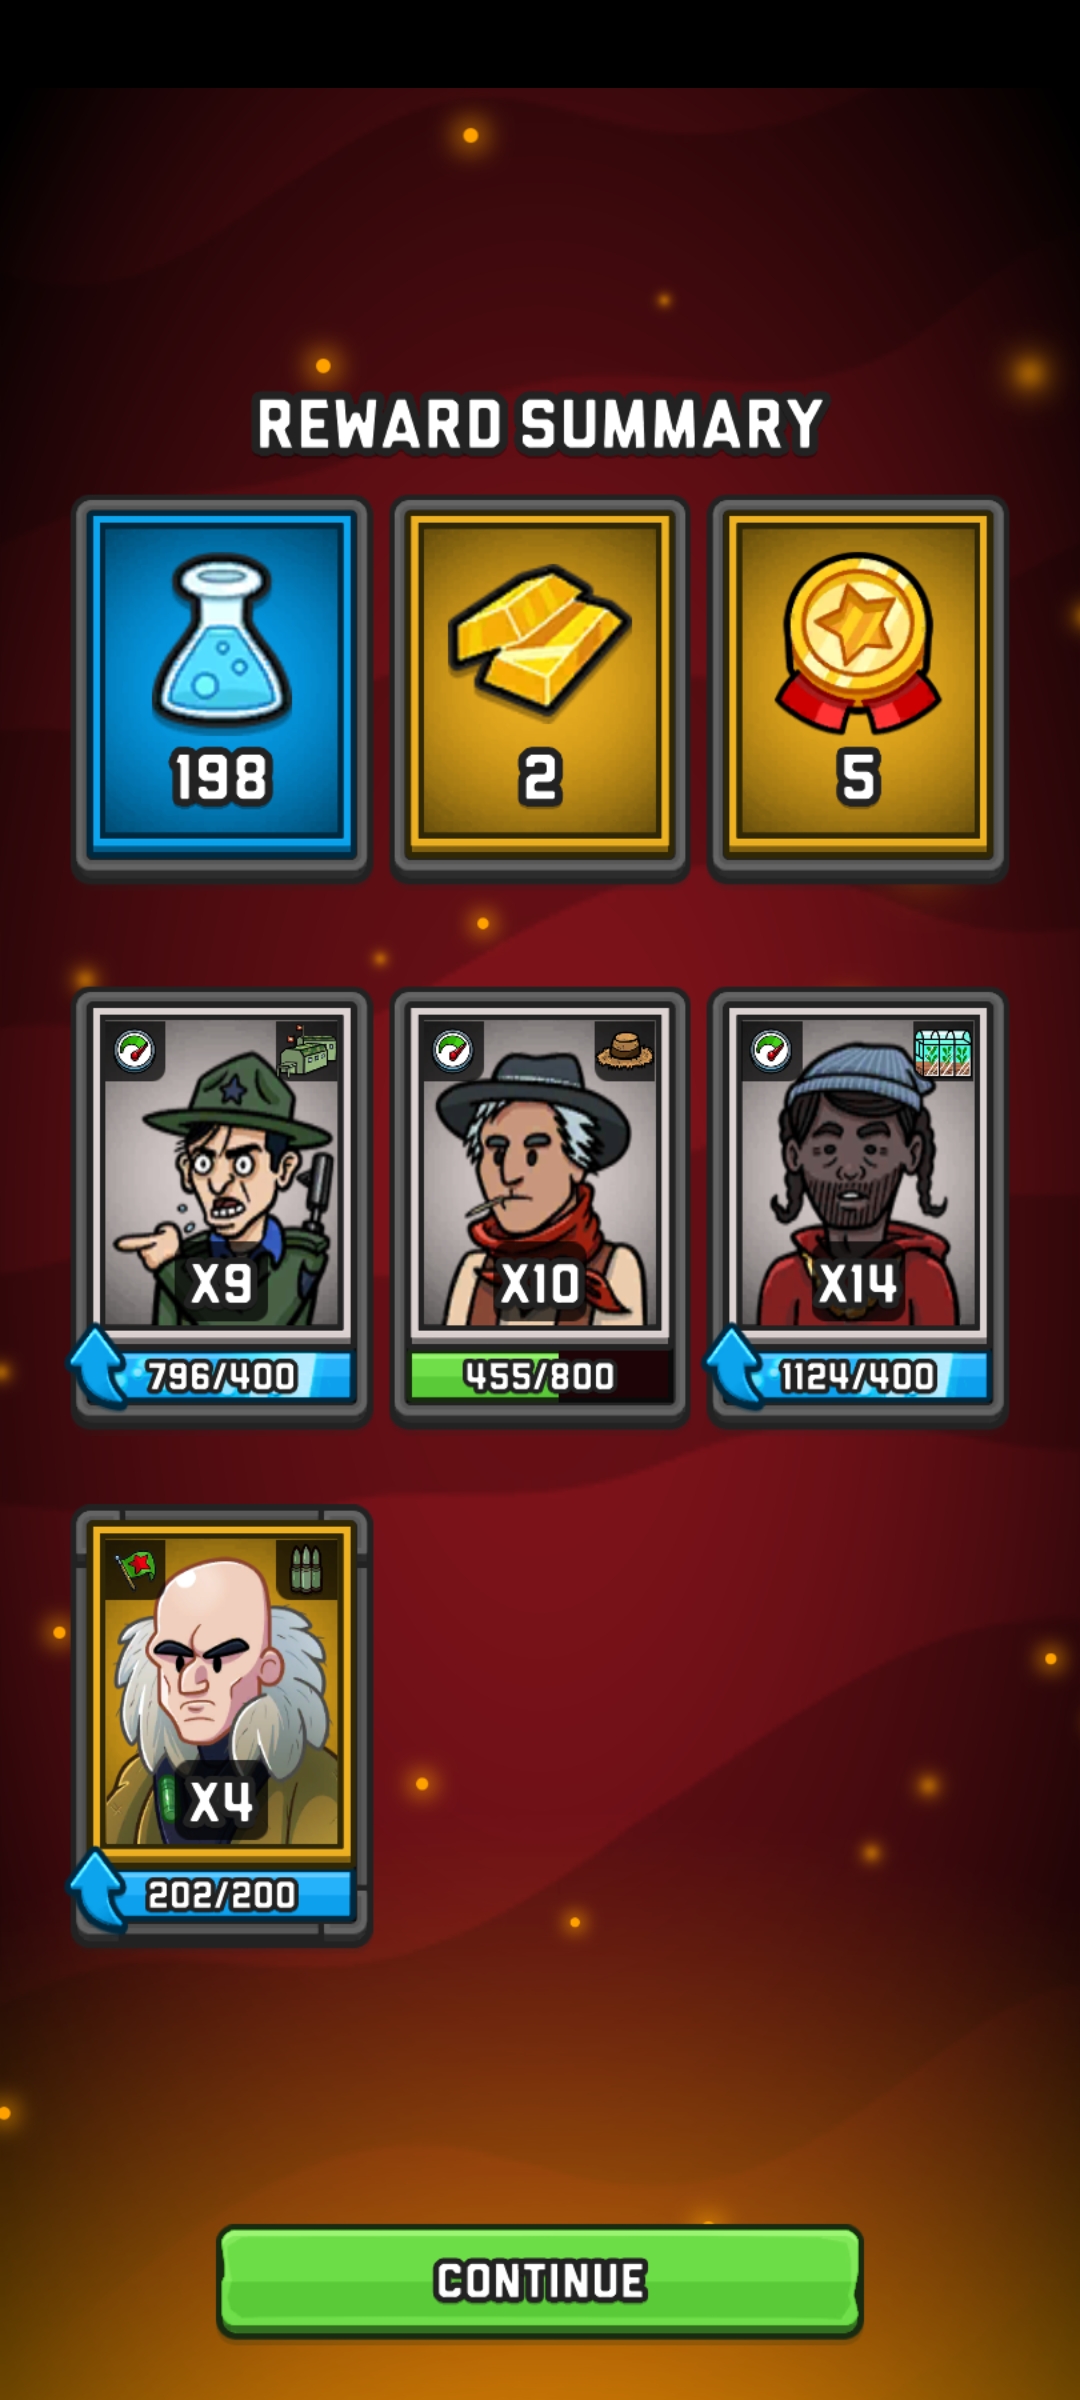 REWARD SUMMARY
198
2
5
X9
X10
X14
796/400
455/800
1124/400
X4
202/200
CONTINUE